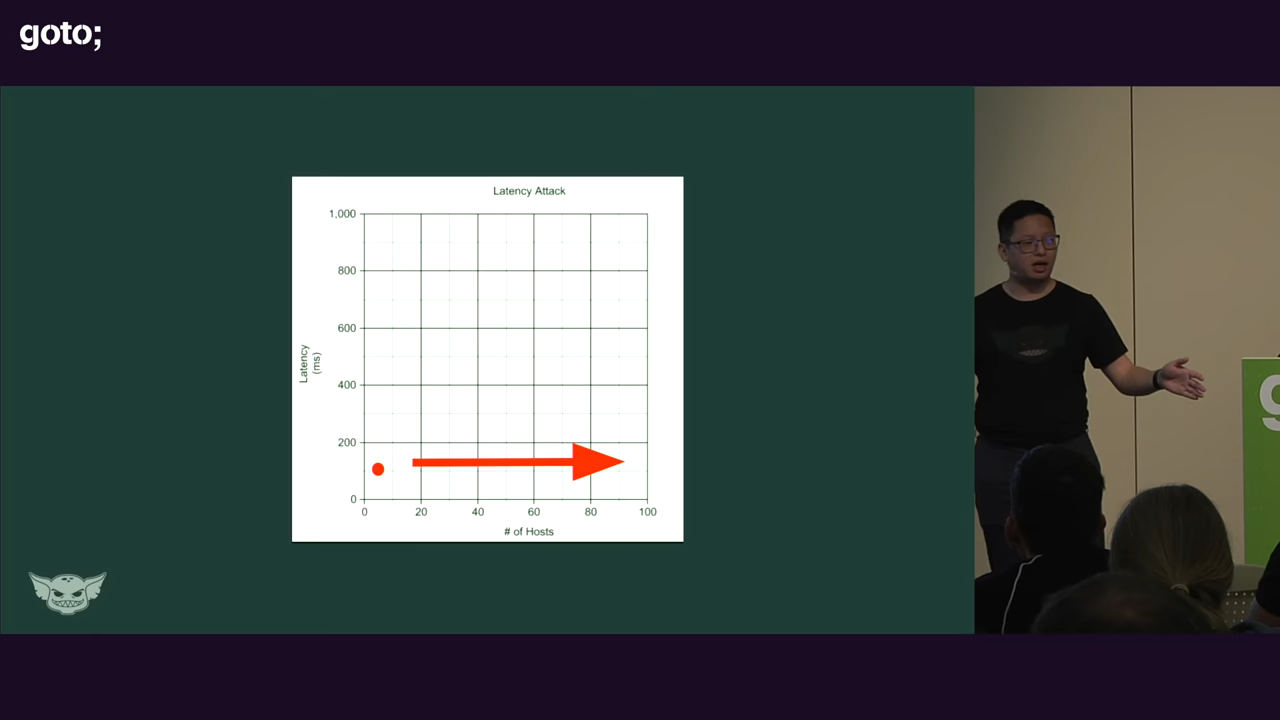 goto;
Latency Attack
1,000
800
600
400
200
0
Latency
(ms)
0 20 40 60 80 100
# of Hosts
g